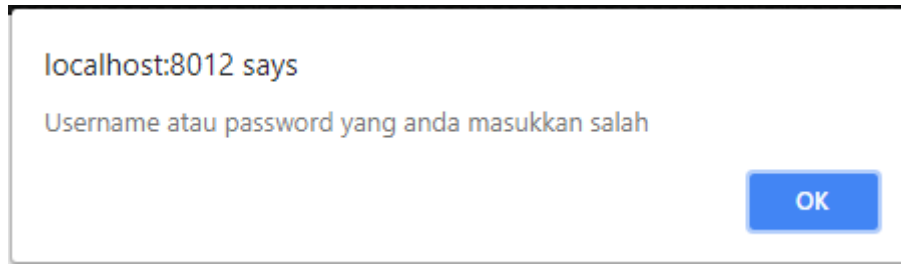 localhost:8012 says
Username atau password yang anda masukkan salah
OK